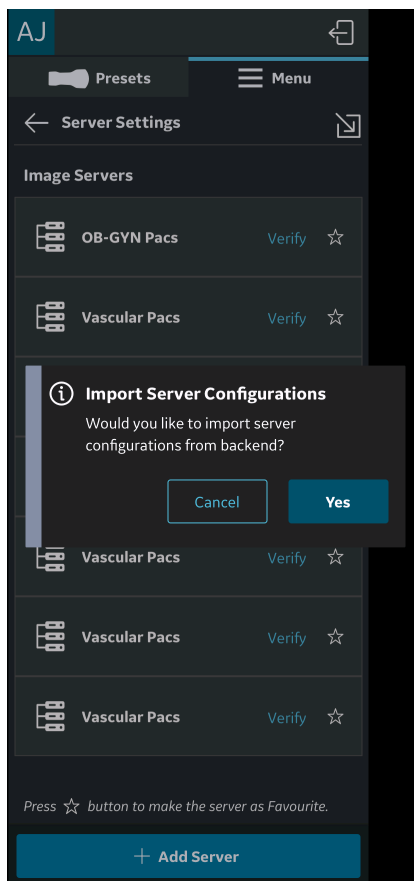 AJ
Presets
Menu
Server Settings
Image Servers
OB-GYN Pacs Verify
Vascular Pacs Verify
Import Server Configurations
Would you like to import server
configurations from backend?
Cancel Yes
Vascular Pacs Verify
Vascular Pacs Verify
Vascular Pacs Verify
Press ☆ button to make the server as Favourite.
+ Add Server